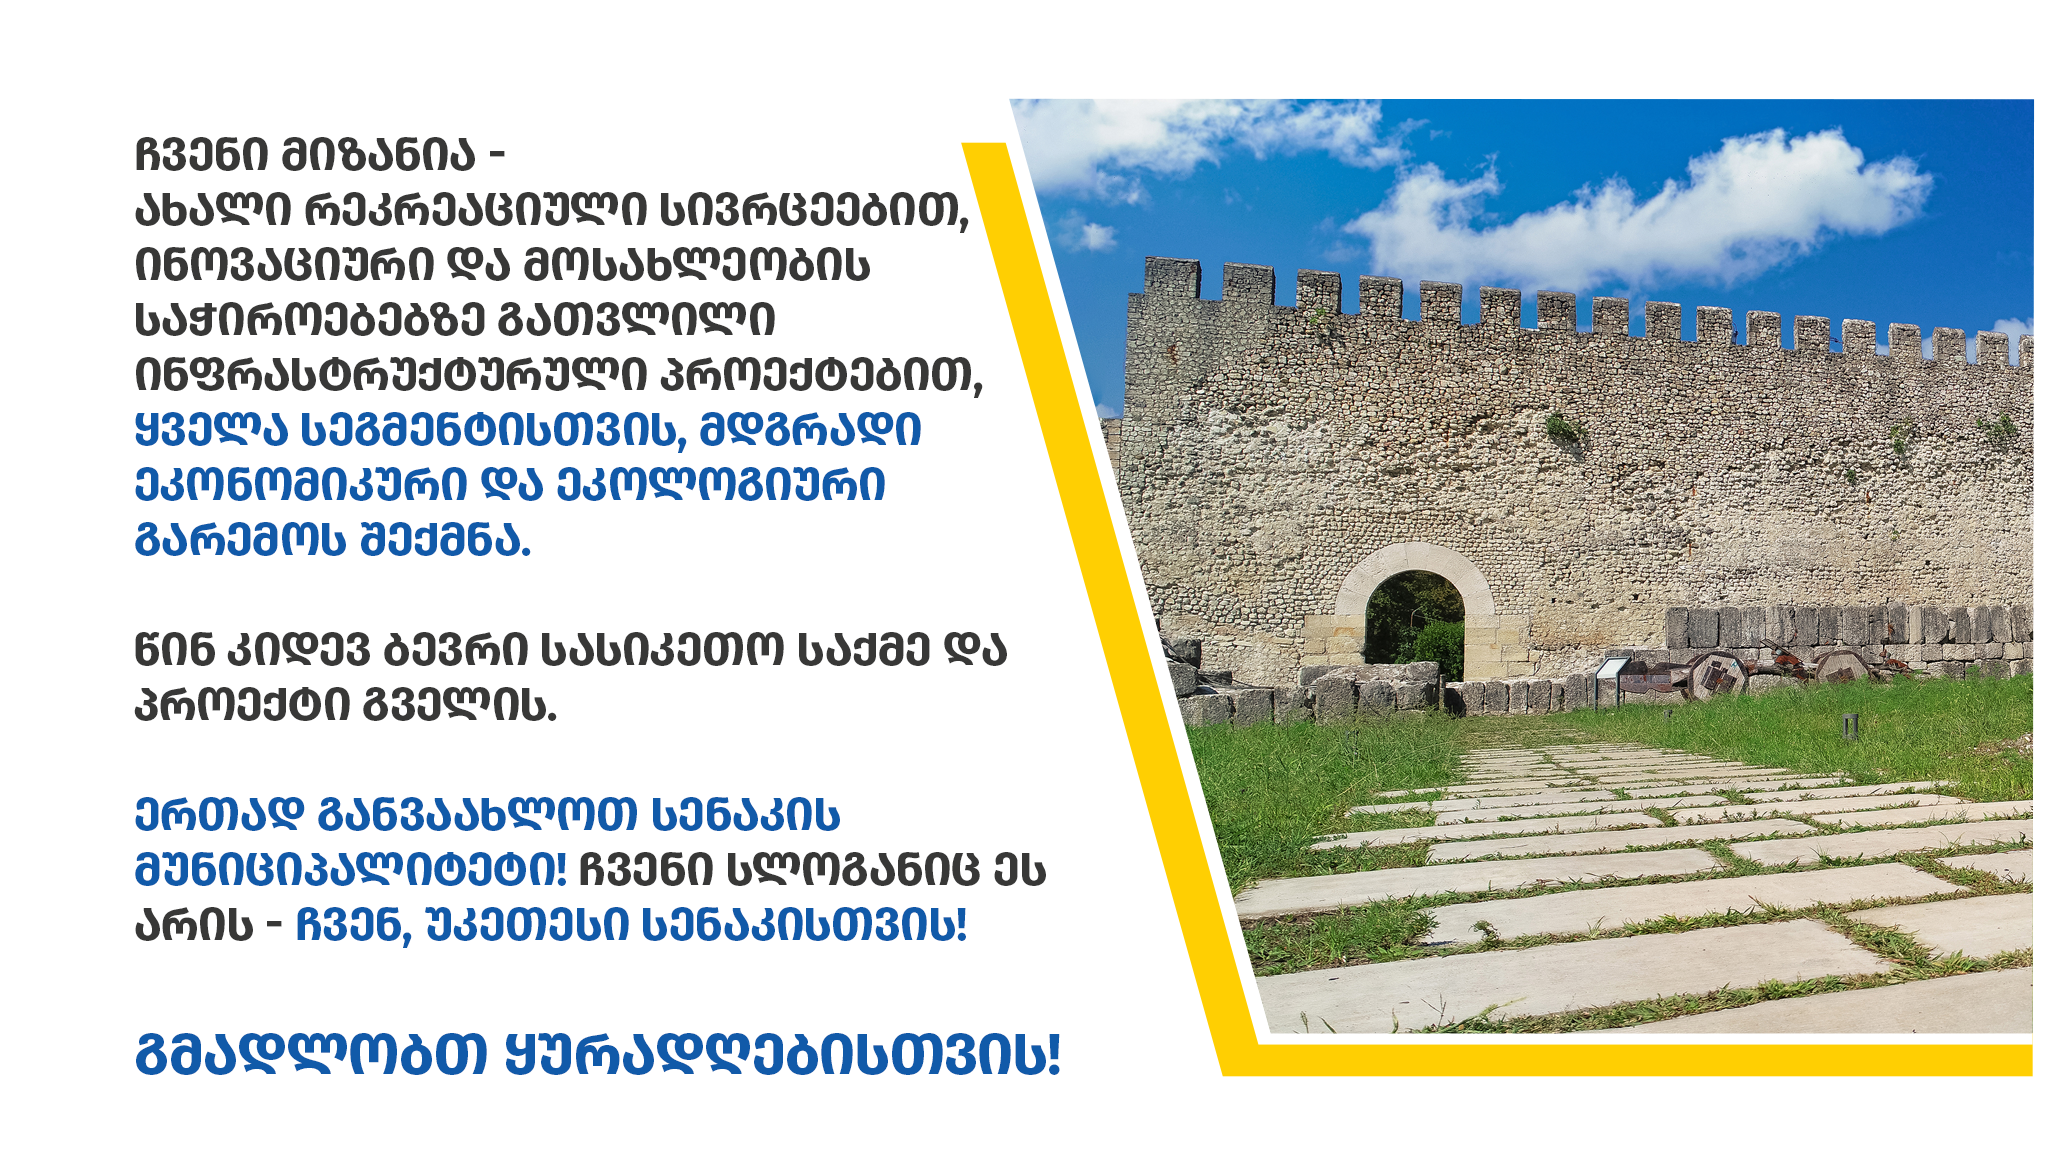 ჩვენი მიზანია -
ახალი რეკრეაციული სივრცეებით,
ინოვაციური და მოსახლეობის
საჭიროებებზე გათვლილი
ინფრასტრუქტურული პროექტებით,
ყველა სეგმენტისთვის, მდგრადი
ეკონომიკური და ეკოლოგიური
გარემოს შექმნა.
წინ კიდევ ბევრი სასიკეთო საქმე და
პროექტი გველის.
ერთად განვაახლოთ სენაკის
მუნიციპალიტეტი! ჩვენი სლოგანიც ეს
არის - ჩვენ, უკეთესი სენაკისთვის!
გმადლობთ ყურადღებისთვის!